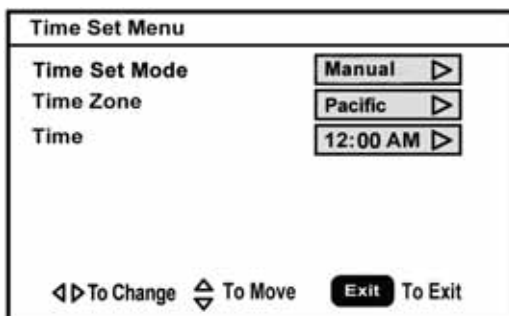 Time Set Menu
Time Set Mode Manual
Time Zone Pacific
Time 12:00 AM
To Change To Move Exit To Exit